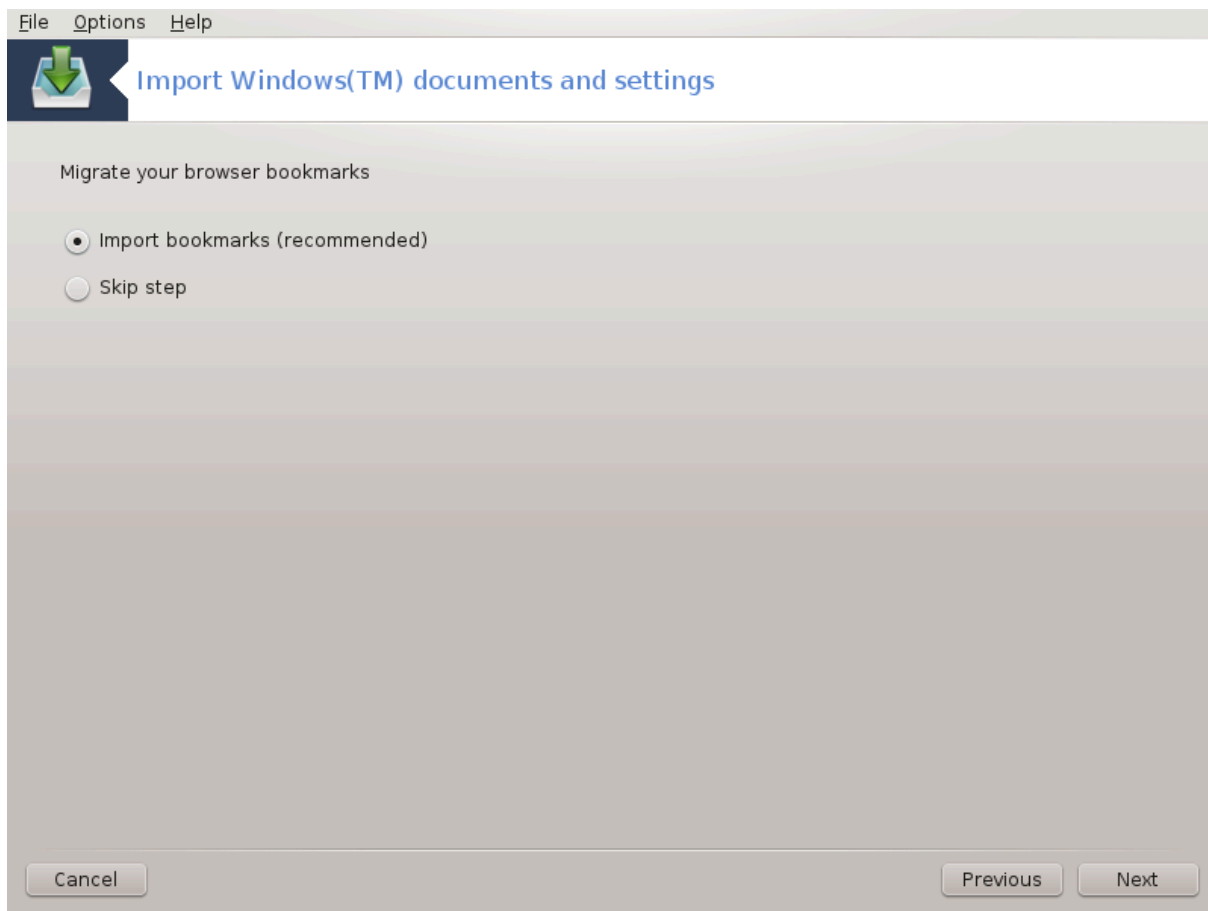 File Options Help
Import Windows(TM) documents and settings
Migrate your browser bookmarks
Import bookmarks (recommended)
Skip step
Cancel Previous Next